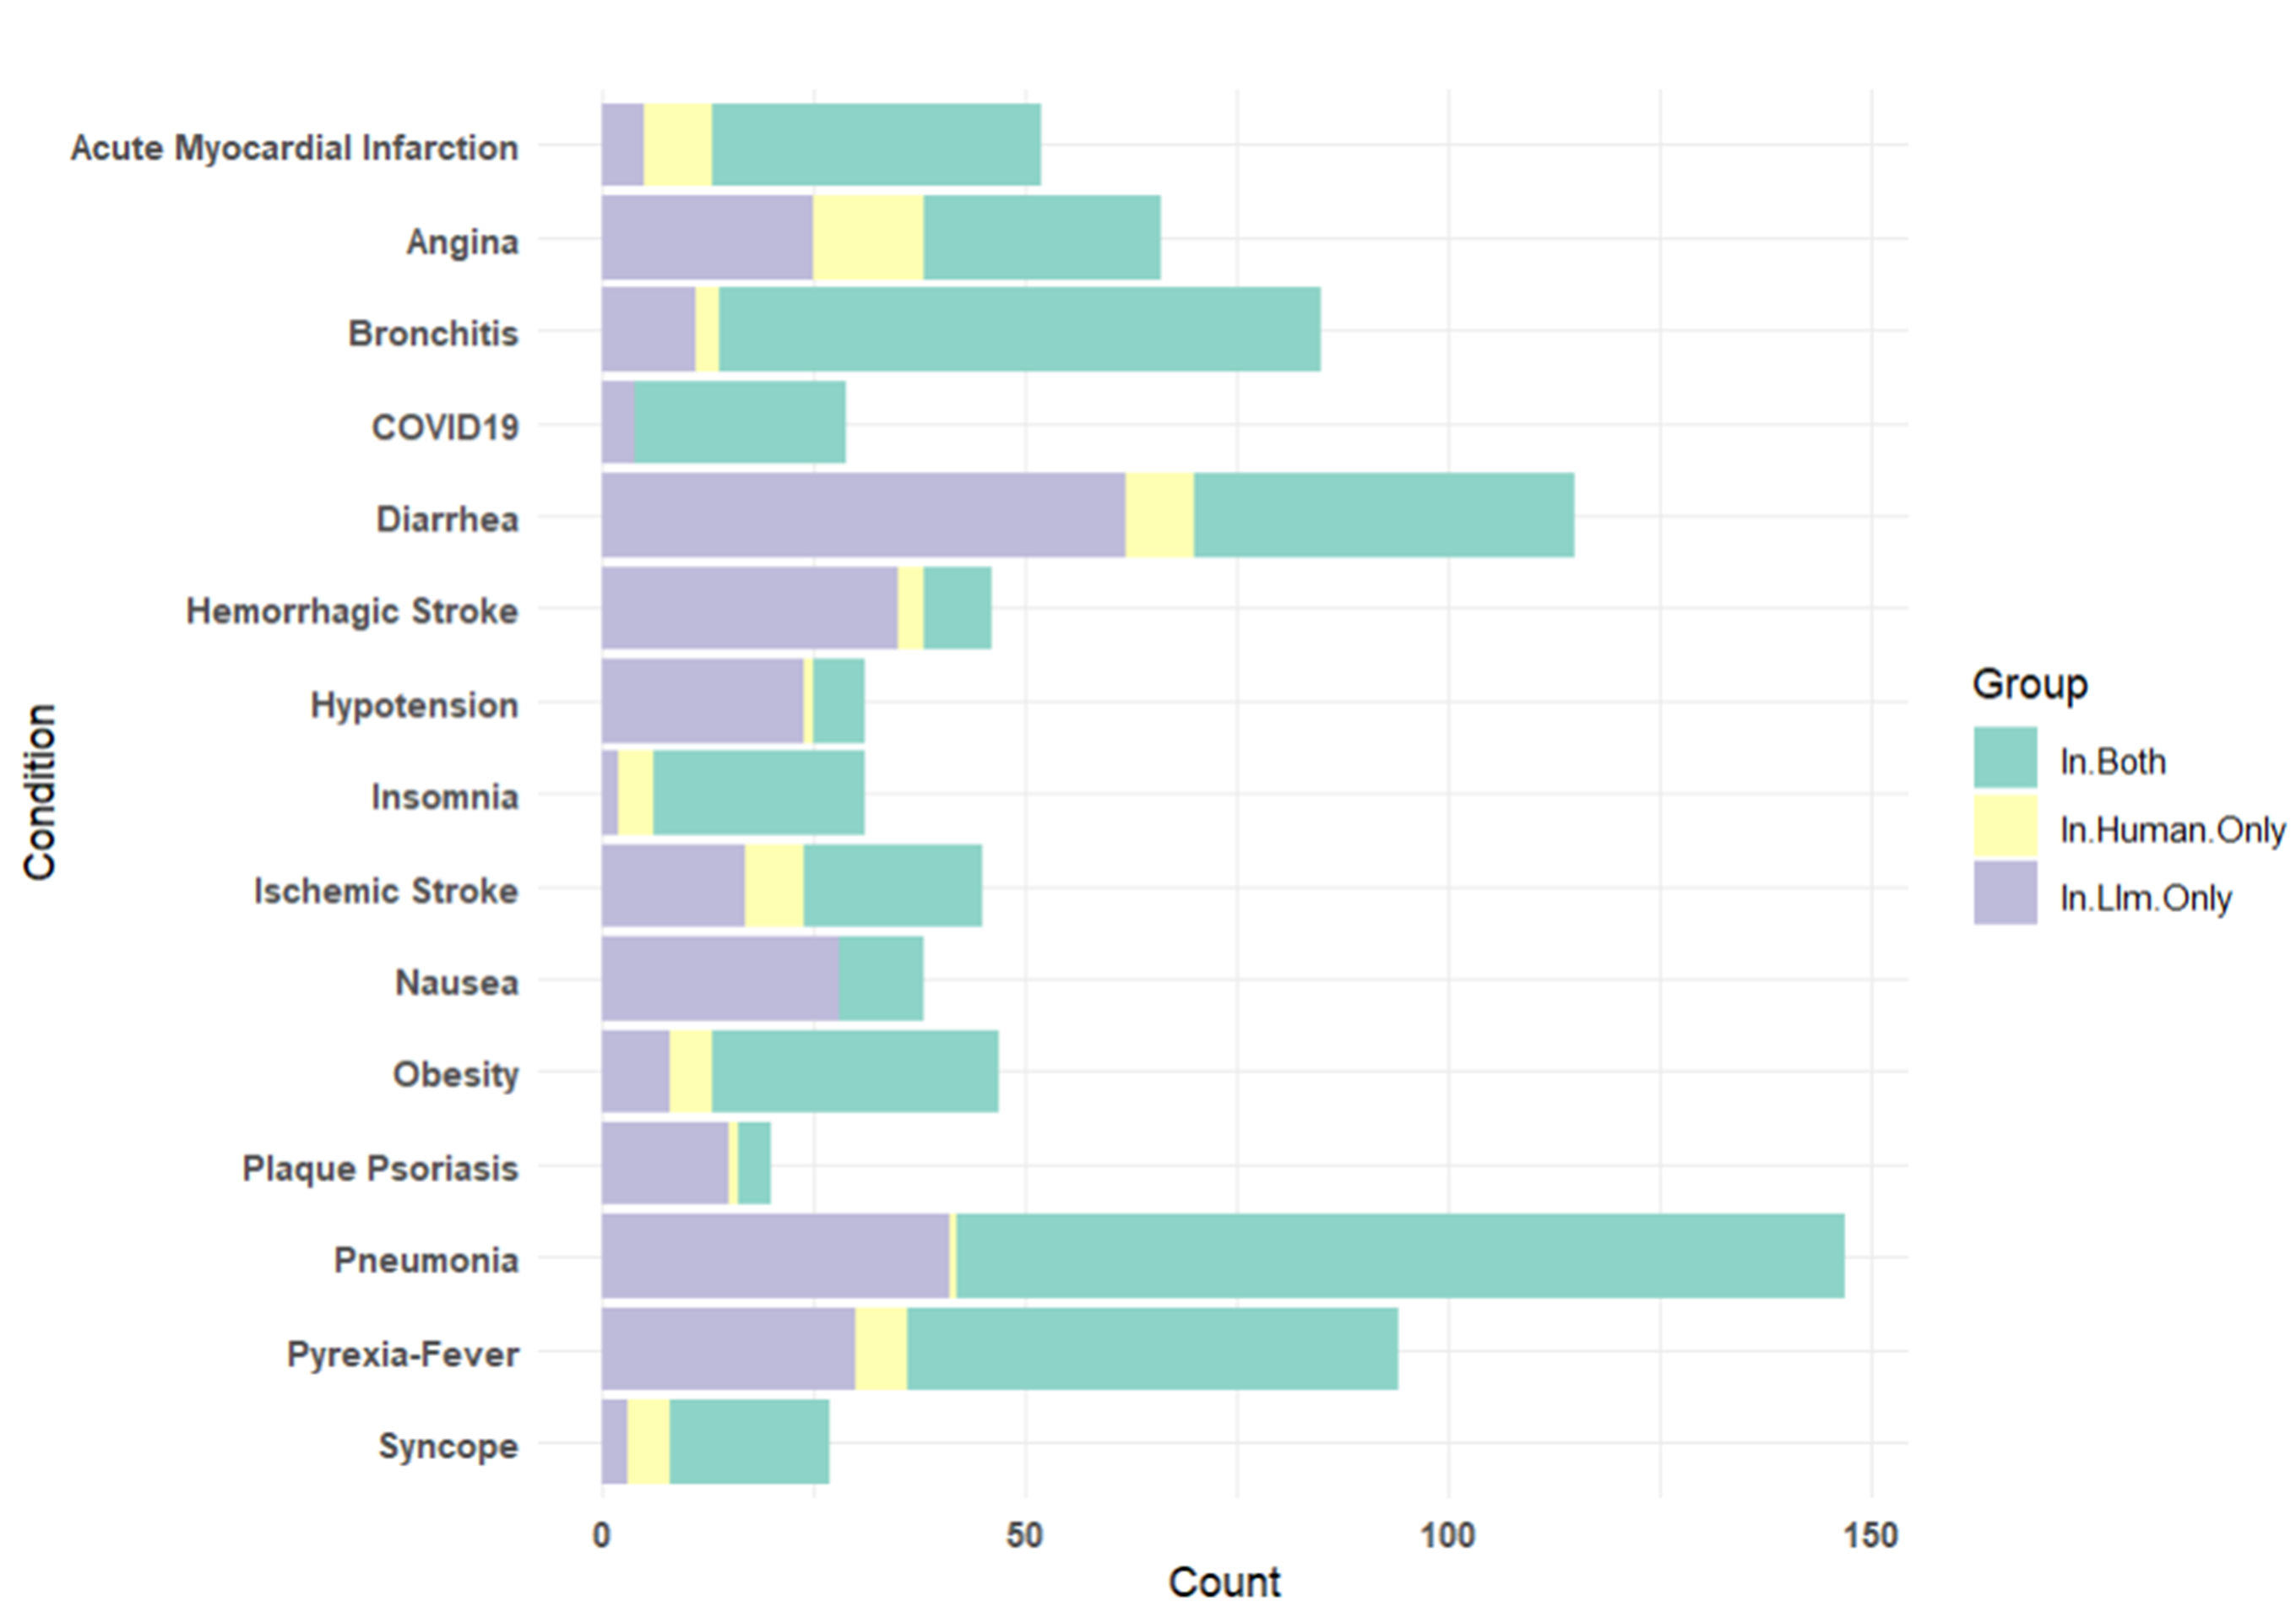 Acute Myocardial Infarction
Angina
Bronchitis
COVID19
Diarrhea
Hemorrhagic Stroke
Hypotension
Insomnia
Ischemic Stroke
Nausea
Obesity
Plaque Psoriasis
Pneumonia
Pyrexia-Fever
Syncope
Condition
0 50 100 150
Count
Group
In.Both
In.Human.Only
In.Llm.Only